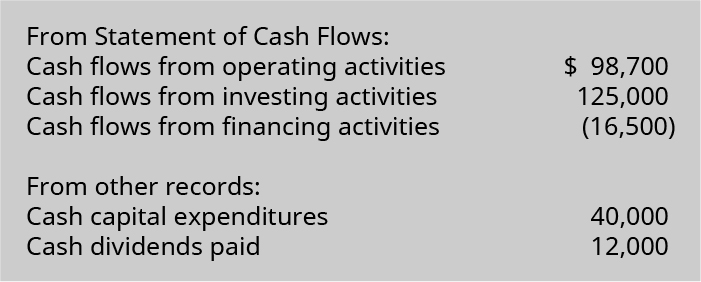 From Statement of Cash Flows:
Cash flows from operating activities $ 98,700
Cash flows from investing activities 125,000
Cash flows from financing activities (16,500)
From other records:
Cash capital expenditures 40,000
Cash dividends paid 12,000